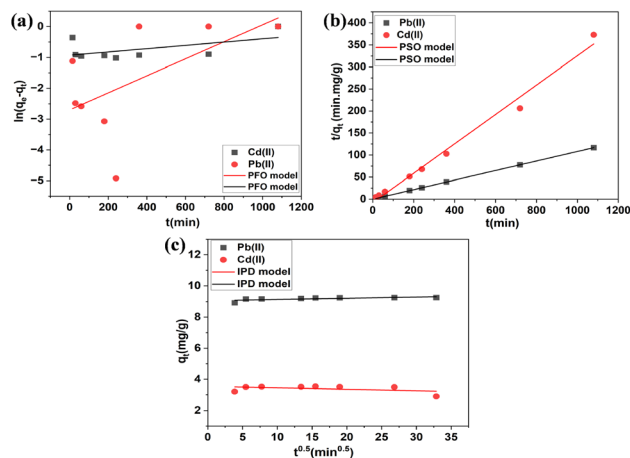 (a)
0
-1
-2
-3
-4
-5
ln(qe-qt)
Cd(II)
Pb(II)
PFO model
PFO model
0 200 400 600 800 1000 1200
t(min)
(b)
400
350
300
250
200
150
100
50
0
t/qt (min.mg/g)
Pb(II)
Cd(II)
PSO model
PSO model
0 200 400 600 800 1000 1200
t(min)
(c)
10
8
6
4
2
qt(mg/g)
Pb(II)
Cd(II)
IPD model
IPD model
0 5 10 15 20 25 30 35
t^0.5(min^0.5)